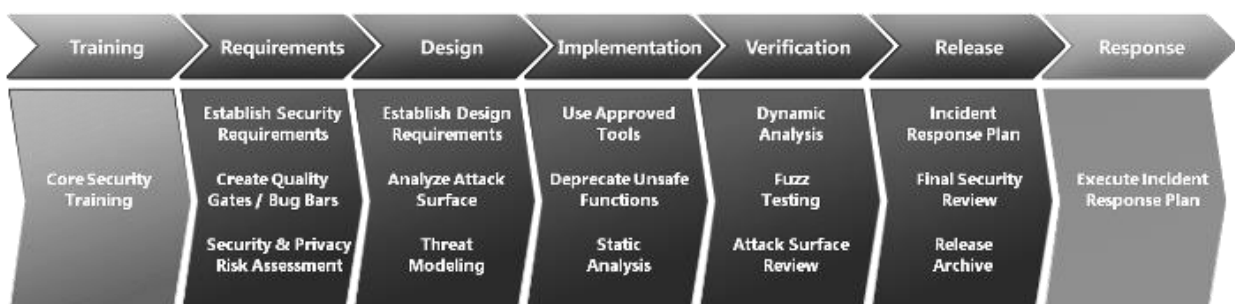 Training
Requirements
Design
Implementation
Verification
Release
Response
Core Security
Training
Establish Security
Requirements
Create Quality
Gates / Bug Bars
Security & Privacy
Risk Assessment
Establish Design
Requirements
Analyze Attack
Surface
Threat
Modeling
Use Approved
Tools
Deprecate Unsafe
Functions
Static
Analysis
Dynamic
Analysis
Fuzz
Testing
Attack Surface
Review
Incident
Response Plan
Final Security
Review
Release
Archive
Execute Incident
Response Plan